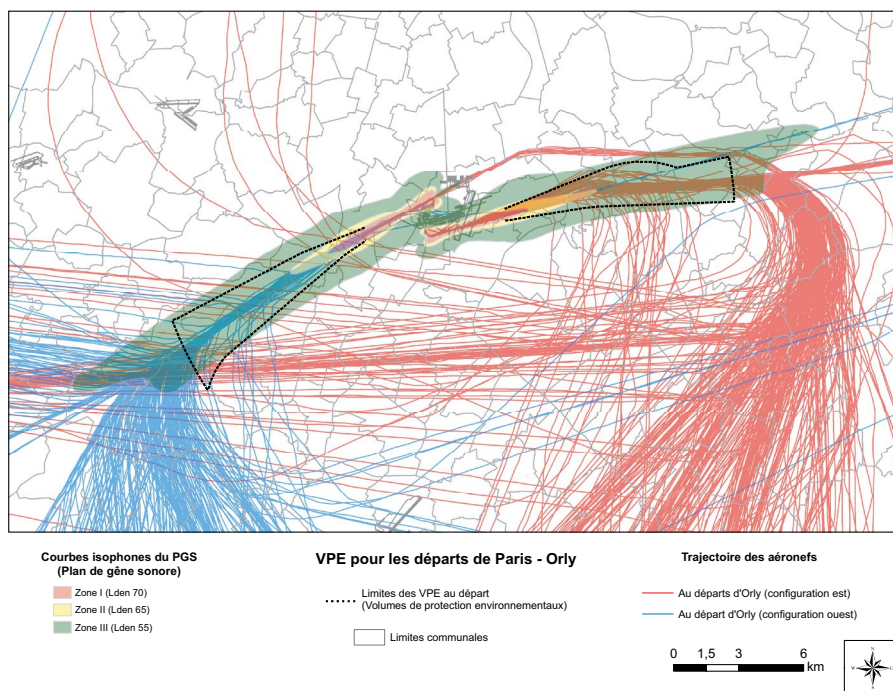 Courbes isophones du PGS
(Plan de gêne sonore)
Zone I (Lden 70)
Zone II (Lden 65)
Zone III (Lden 55)
VPE pour les départs de Paris - Orly
Limites des VPE au départ
(Volumes de protection environnementaux)
Limites communales
Trajectoire des aéronefs
Au départs d'Orly (configuration est)
Au départ d'Orly (configuration ouest)
0 1,5 3 6
km
N
W E
S